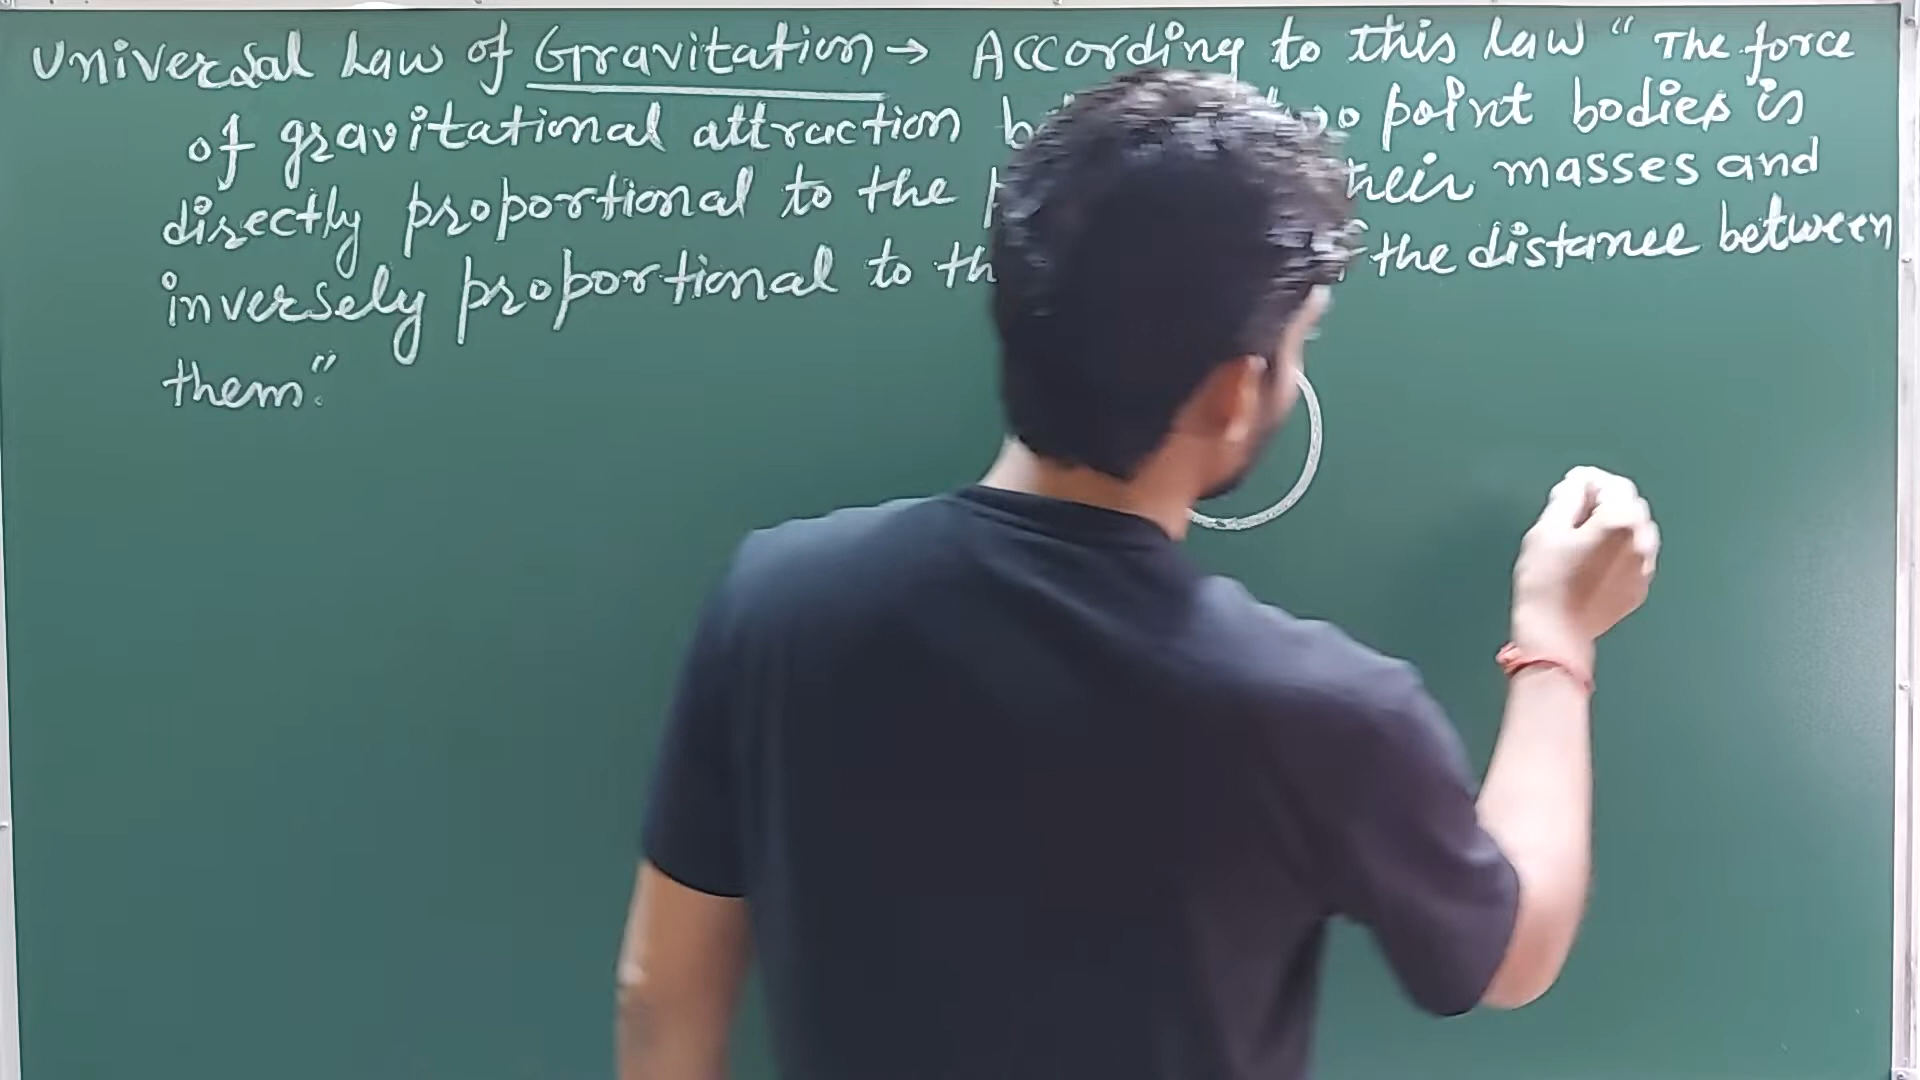 Universal Law of Gravitation → According to this law “ The force
of gravitational attraction point bodies is
directly proportional to the their masses and
inversely proportional to the distance between
them.”